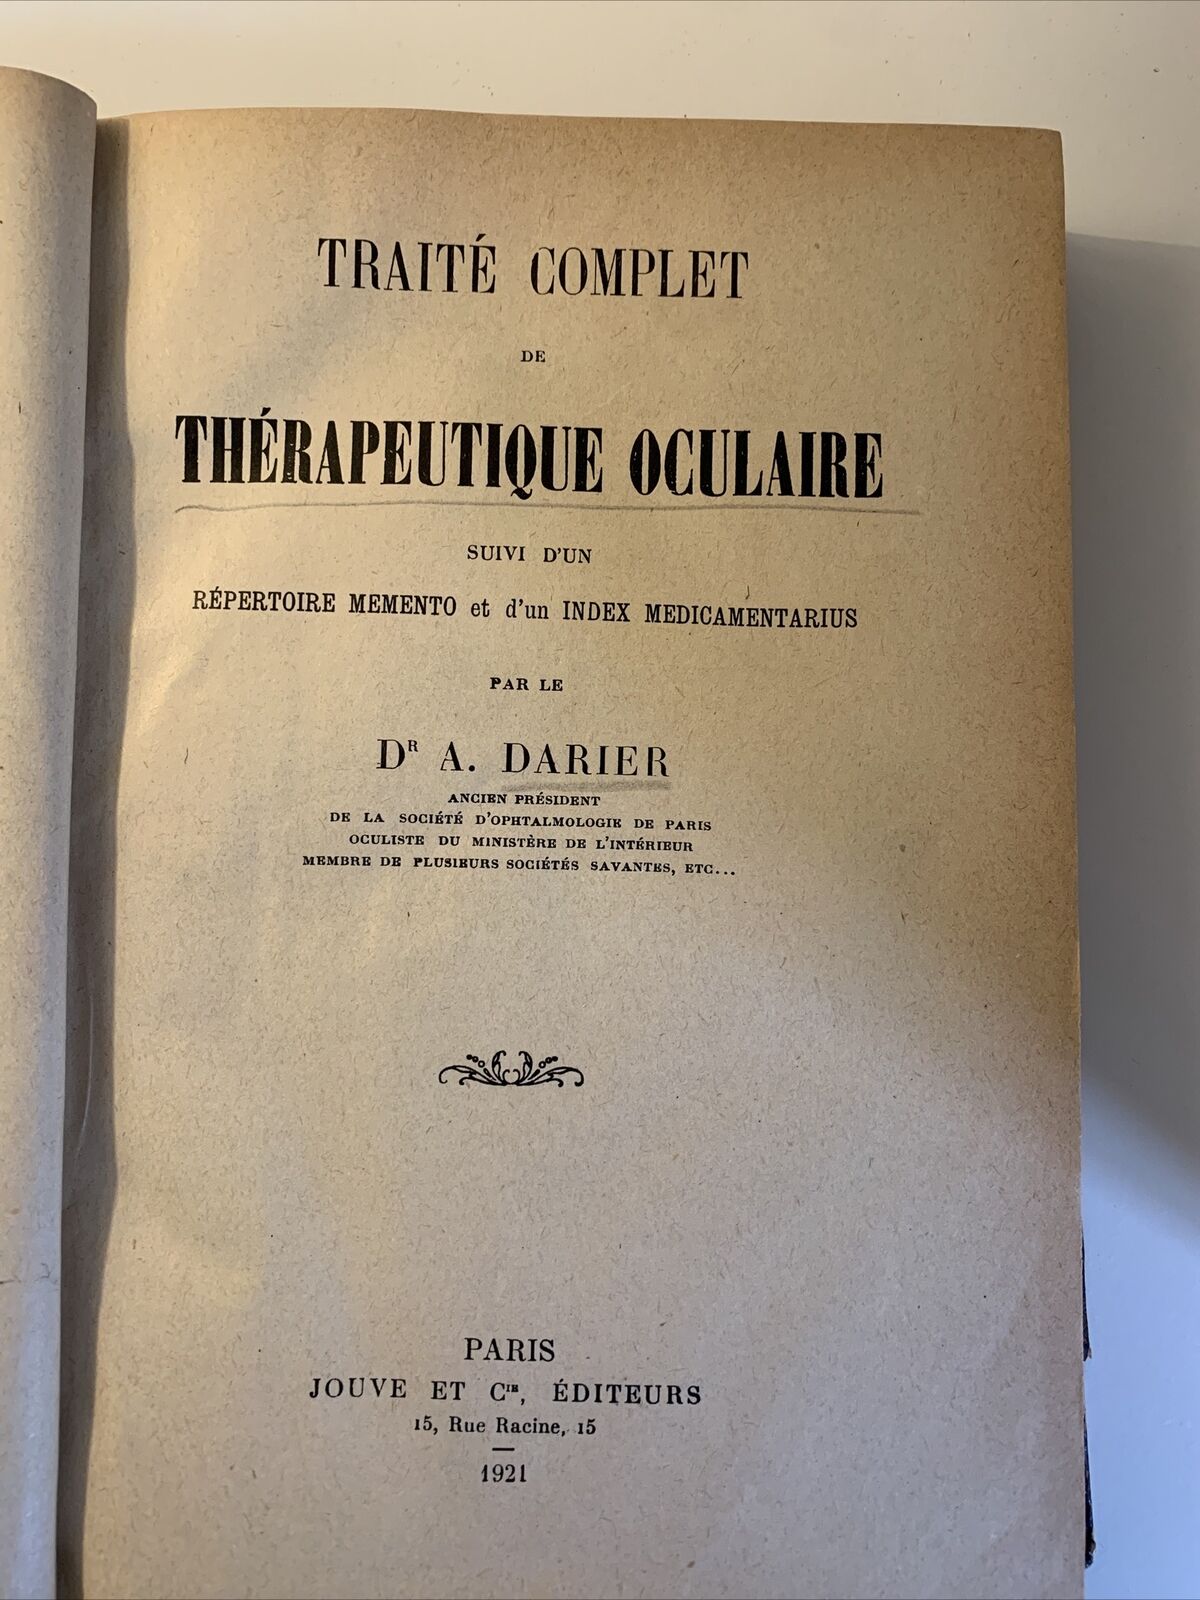 TRAITÉ COMPLET
DE
THÉRAPEUTIQUE OCULAIRE
SUIVI D'UN
RÉPERTOIRE MEMENTO et d'un INDEX MEDICAMENTARIUS
PAR LE
DR A. DARIER
ANCIEN PRÉSIDENT
DE LA SOCIÉTÉ D'OPHTALMOLOGIE DE PARIS
OCULISTE DU MINISTÈRE DE L'INTÉRIEUR
MEMBRE DE PLUSIEURS SOCIÉTÉS SAVANTES, ETC...
PARIS
JOUVE ET CIE, ÉDITEURS
15, Rue Racine, 15
1921